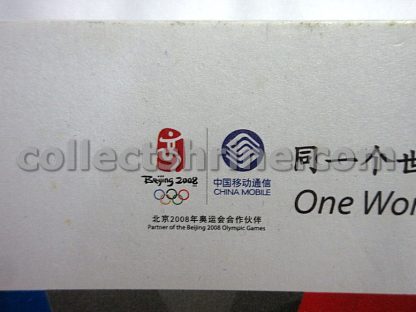 Beijing 2008
中国移动通信
CHINA MOBILE
北京2008年奥运会合作伙伴
Partner of the Beijing 2008 Olympic Games
同一个世
One Wor
collectohmine.com